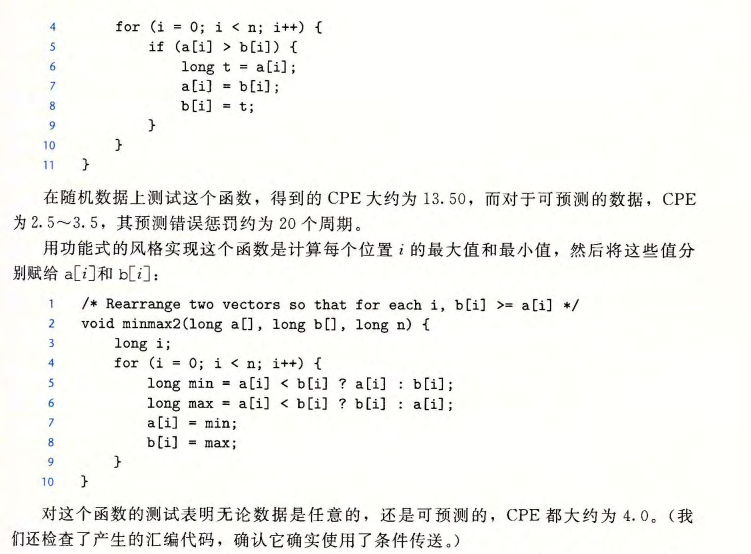 4 for (i = 0; i < n; i++) {
5 if (a[i] > b[i]) {
6 long t = a[i];
7 a[i] = b[i];
8 b[i] = t;
9 }
10 }
11 }
在随机数据上测试这个函数，得到的 CPE 大约为 13.50，而对于可预测的数据，CPE
为 2.5～3.5，其预测错误惩罚约为 20 个周期。
用功能式的风格实现这个函数是计算每个位置 i 的最大值和最小值，然后将这些值分
别赋给 a[i]和 b[i]：
1 /* Rearrange two vectors so that for each i, b[i] >= a[i] */
2 void minmax2(long a[], long b[], long n) {
3 long i;
4 for (i = 0; i < n; i++) {
5 long min = a[i] < b[i] ? a[i] : b[i];
6 long max = a[i] < b[i] ? b[i] : a[i];
7 a[i] = min;
8 b[i] = max;
9 }
10 }
对这个函数的测试表明无论数据是任意的，还是可预测的，CPE 都大约为 4.0。（我
们还检查了产生的汇编代码，确认它确实使用了条件传送。）